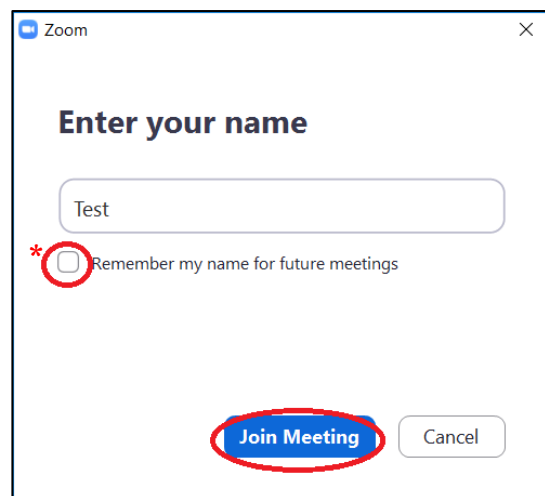 Zoom
Enter your name
Test
* Remember my name for future meetings
Join Meeting Cancel